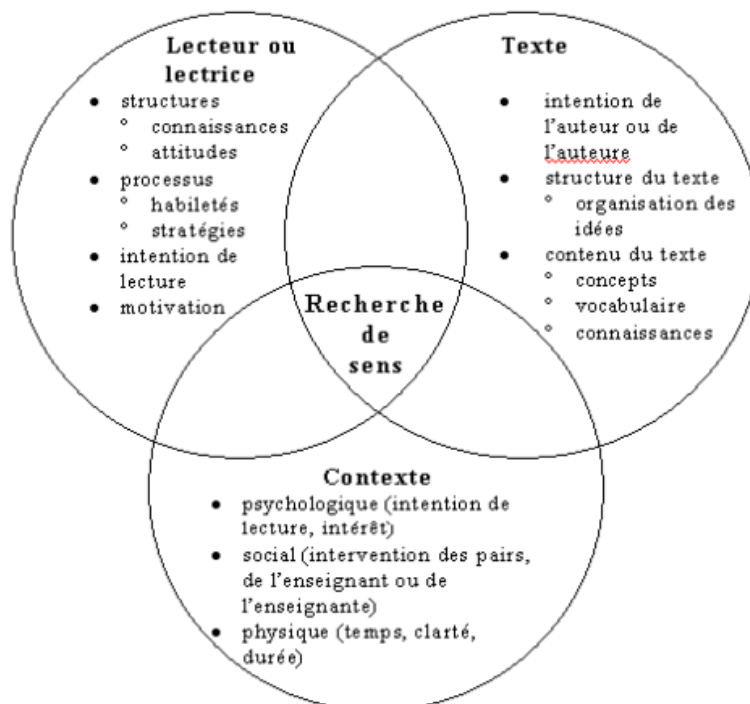 Lecteur ou
lectrice
• structures
° connaissances
° attitudes
• processus
° habiletés
° stratégies
• intention de
lecture
• motivation
Texte
• intention de
l'auteur ou de
l'auteure
• structure du texte
° organisation des
idées
• contenu du texte
° concepts
° vocabulaire
° connaissances
Recherche
de
sens
Contexte
• psychologique (intention de
lecture, intérêt)
• social (intervention des pairs,
de l'enseignant ou de
l'enseignante)
• physique (temps, clarté,
durée)